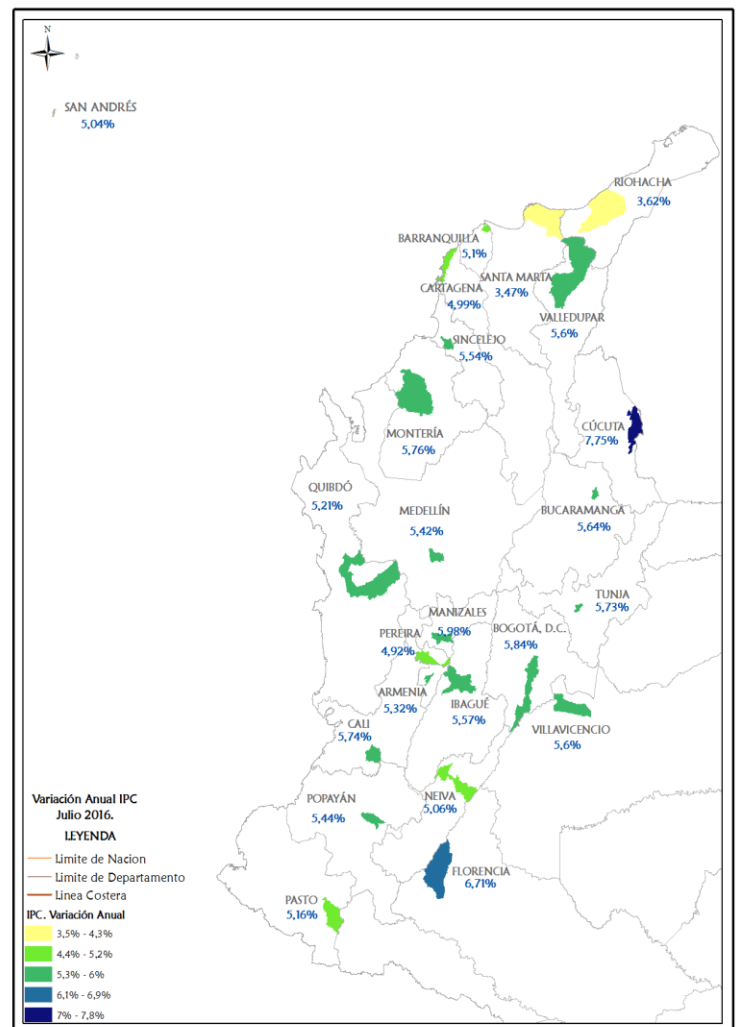 N
SAN ANDRÉS
5,04%
RIOHACHA
3,62%
BARRANQUILLA
5,1%
SANTA MARTA
3,47%
CARTAGENA
4,99%
VALLEDUPAR
5,6%
SINCELEJO
5,54%
MONTERÍA
5,76%
CÚCUTA
7,75%
QUIBDÓ
5,21%
MEDELLÍN
5,42%
BUCARAMANGA
5,64%
TUNJA
5,73%
MANIZALES
5,98%
PEREIRA
4,92%
BOGOTÁ, D.C.
5,84%
ARMENIA
5,32%
IBAGUÉ
5,57%
CALI
5,74%
VILLAVICENCIO
5,6%
NEIVA
5,06%
POPAYÁN
5,44%
FLORENCIA
6,71%
PASTO
5,16%
Variación Anual IPC
Julio 2016.
LEYENDA
Limite de Nacion
Limite de Departamento
Linea Costera
IPC. Variación Anual
3,5% - 4,3%
4,4% - 5,2%
5,3% - 6%
6,1% - 6,9%
7% - 7,8%